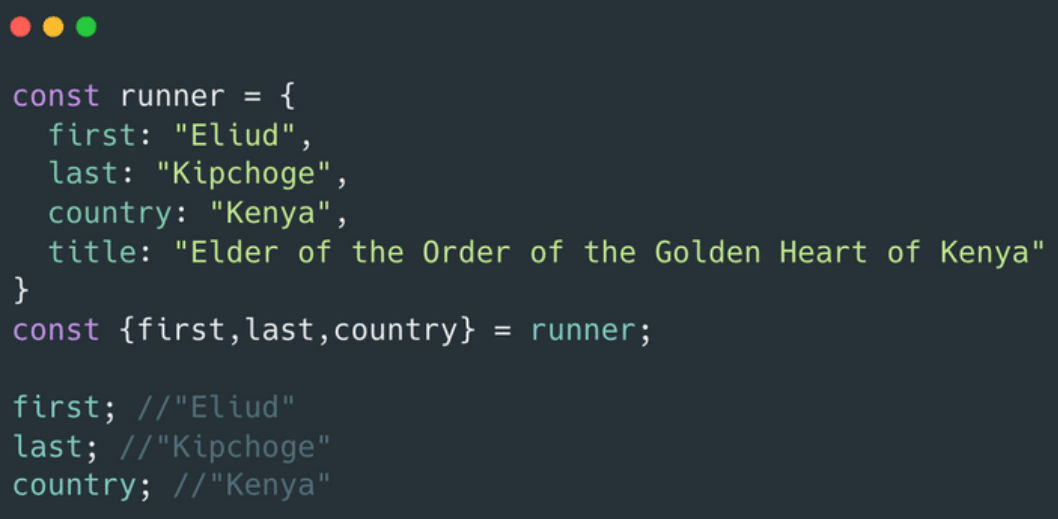 const runner = {
  first: "Eliud",
  last: "Kipchoge",
  country: "Kenya",
  title: "Elder of the Order of the Golden Heart of Kenya"
}
const {first,last,country} = runner;

first; //"Eliud"
last; //"Kipchoge"
country; //"Kenya"